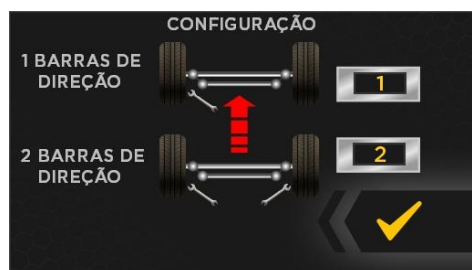 CONFIGURAÇÃO
1 BARRAS DE
DIREÇÃO
1
2 BARRAS DE
DIREÇÃO
2